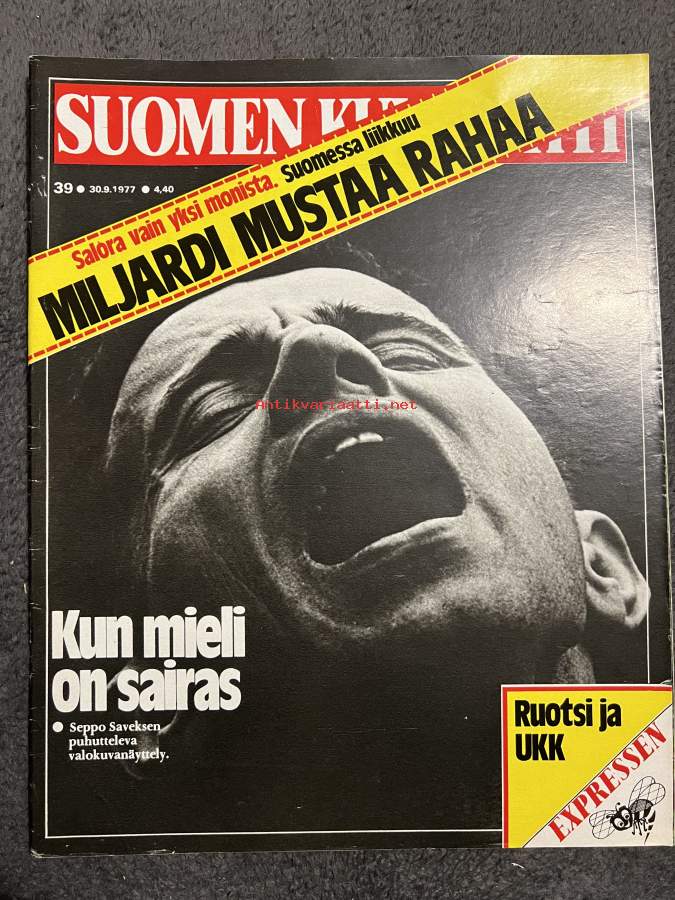 SUOMEN
39 ● 30.9.1977 ● 4,40
Salora vain yksi monista. Suomessa liikkuu
MILJARDI MUSTAA RAHAA
Antikvariaatti.net
Kun mieli
on sairas
● Seppo Saveksen
puhutteleva
valokuvanäyttely.
Ruotsi ja
UKK
EXPRESSEN